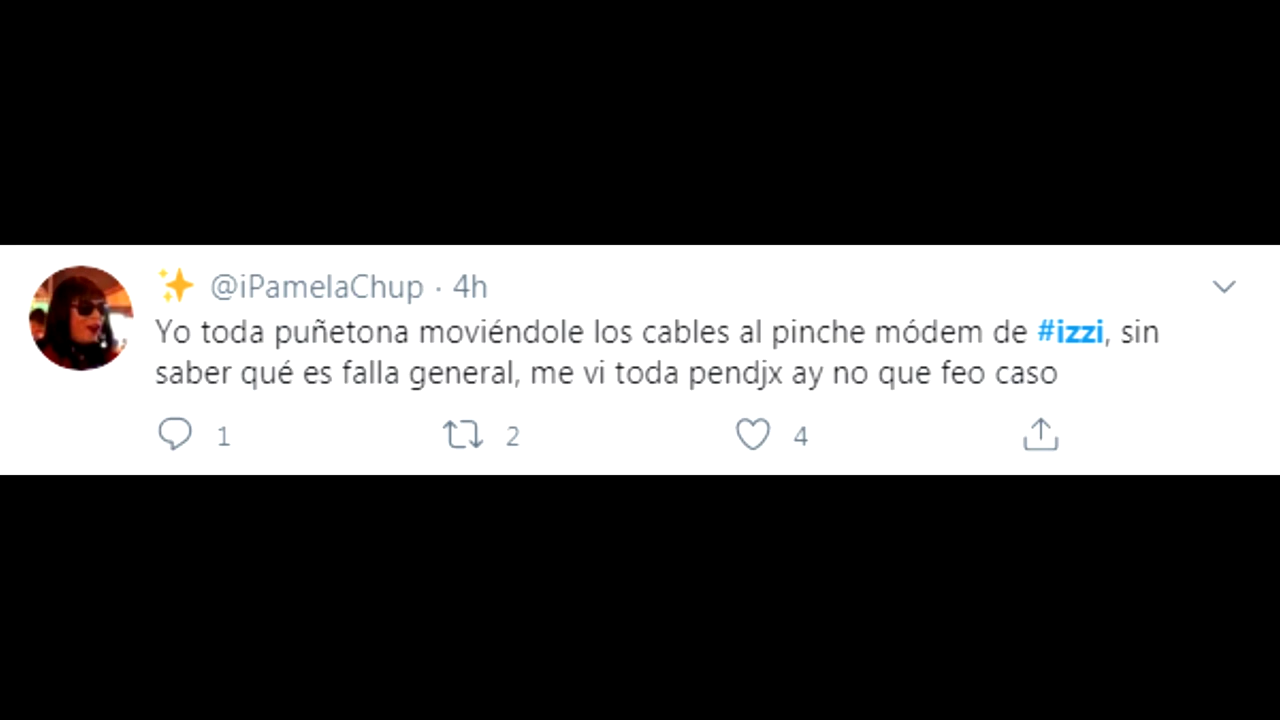 ✨ @iPamelaChup · 4h
Yo toda puñetona moviéndole los cables al pinche módem de #izzi, sin
saber qué es falla general, me vi toda pendjx ay no que feo caso
1 2 4